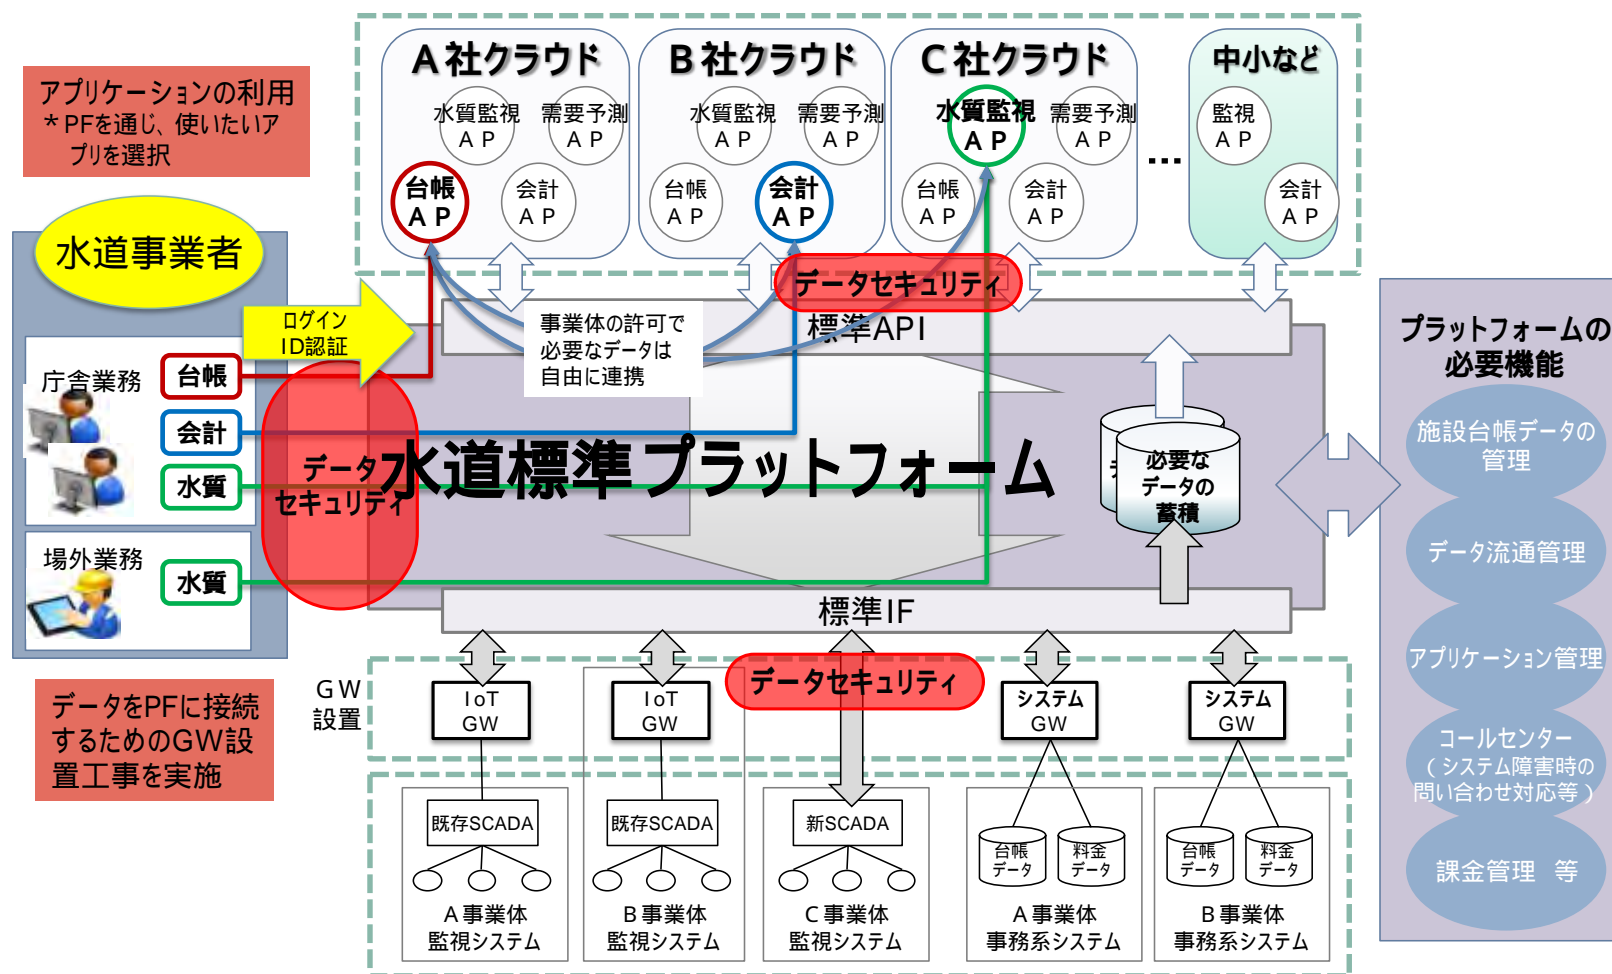 アプリケーションの利用
＊PFを通じ、使いたいア
プリを選択
A社クラウド
水質監視
AP
需要予測
AP
台帳
AP
会計
AP
B社クラウド
水質監視
AP
需要予測
AP
台帳
AP
会計
AP
C社クラウド
水質監視
AP
需要予測
AP
台帳
AP
会計
AP
…
中小など
監視
AP
会計
AP
水道事業者
ログイン
ID認証
庁舎業務
台帳
会計
水質
場外業務
水質
データ
セキュリティ
データセキュリティ
標準API
事業体の許可で
必要なデータは
自由に連携
水道標準プラットフォーム
必要な
データの
蓄積
標準IF
プラットフォームの
必要機能
施設台帳データの
管理
データ流通管理
アプリケーション管理
コールセンター
（システム障害時の
問い合わせ対応等）
課金管理　等
データをPFに接続
するためのGW設
置工事を実施
GW
設置
IoT
GW
IoT
GW
データセキュリティ
システム
GW
システム
GW
既存SCADA
A事業体
監視システム
既存SCADA
B事業体
監視システム
新SCADA
C事業体
監視システム
台帳
データ
料金
データ
A事業体
事務系システム
台帳
データ
料金
データ
B事業体
事務系システム